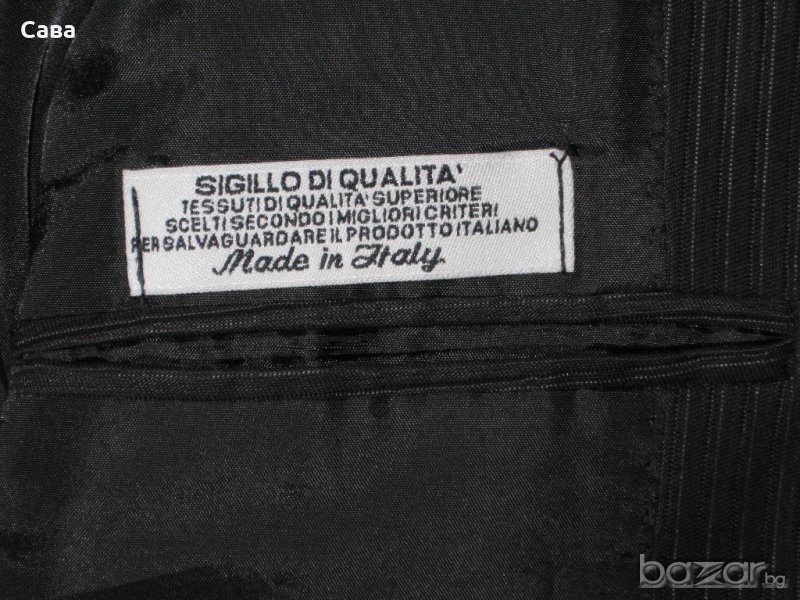 Сава
SIGILLO DI QUALITA'
TESSUTI DI QUALITA' SUPERIORE
SCELTI SECONDO I MIGLIORI CRITERI
PER SALVAGUARDARE IL PRODOTTO ITALIANO
Made in Italy
bazar.bg